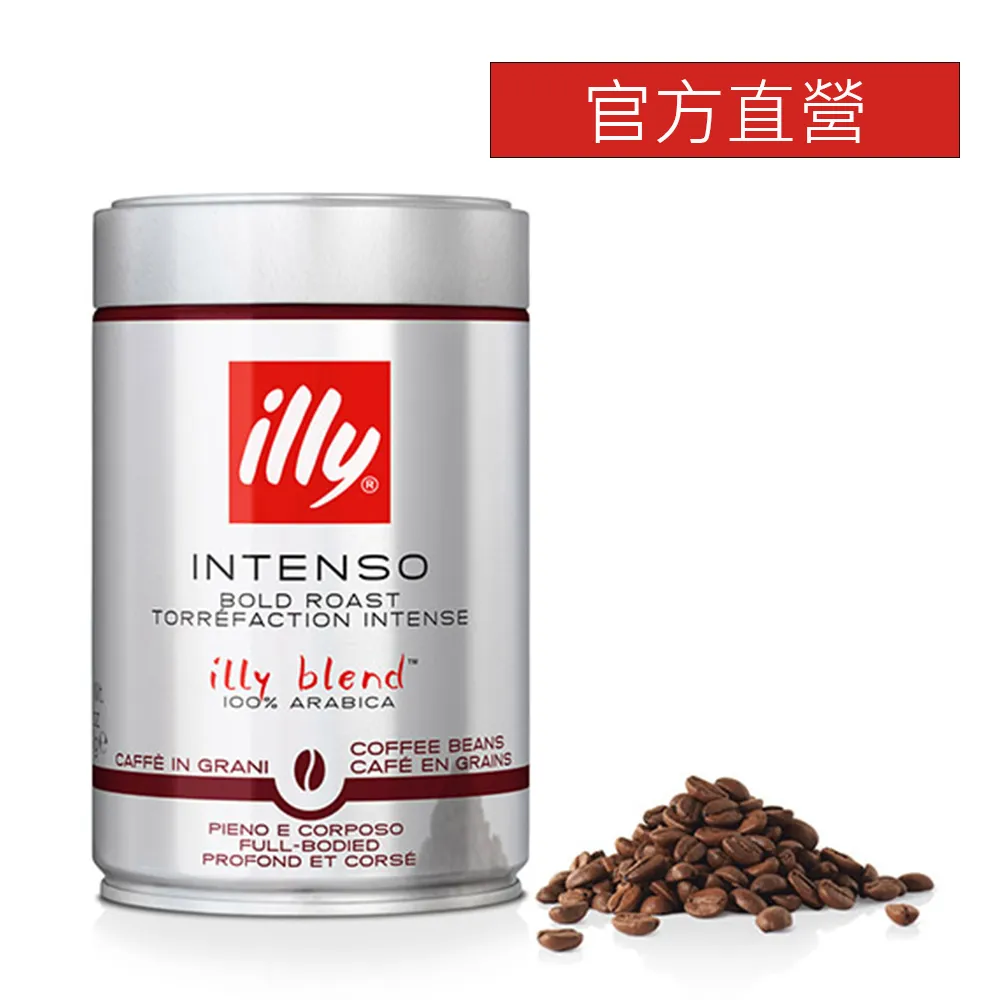 官方直營
illy®
INTENSO
BOLD ROAST
TORRÉFACTION INTENSE
illy blend™
100% ARABICA
CAFFÈ IN GRANI
COFFEE BEANS
CAFÉ EN GRAINS
PIENO E CORPOSO
FULL-BODIED
PROFOND ET CORSÉ